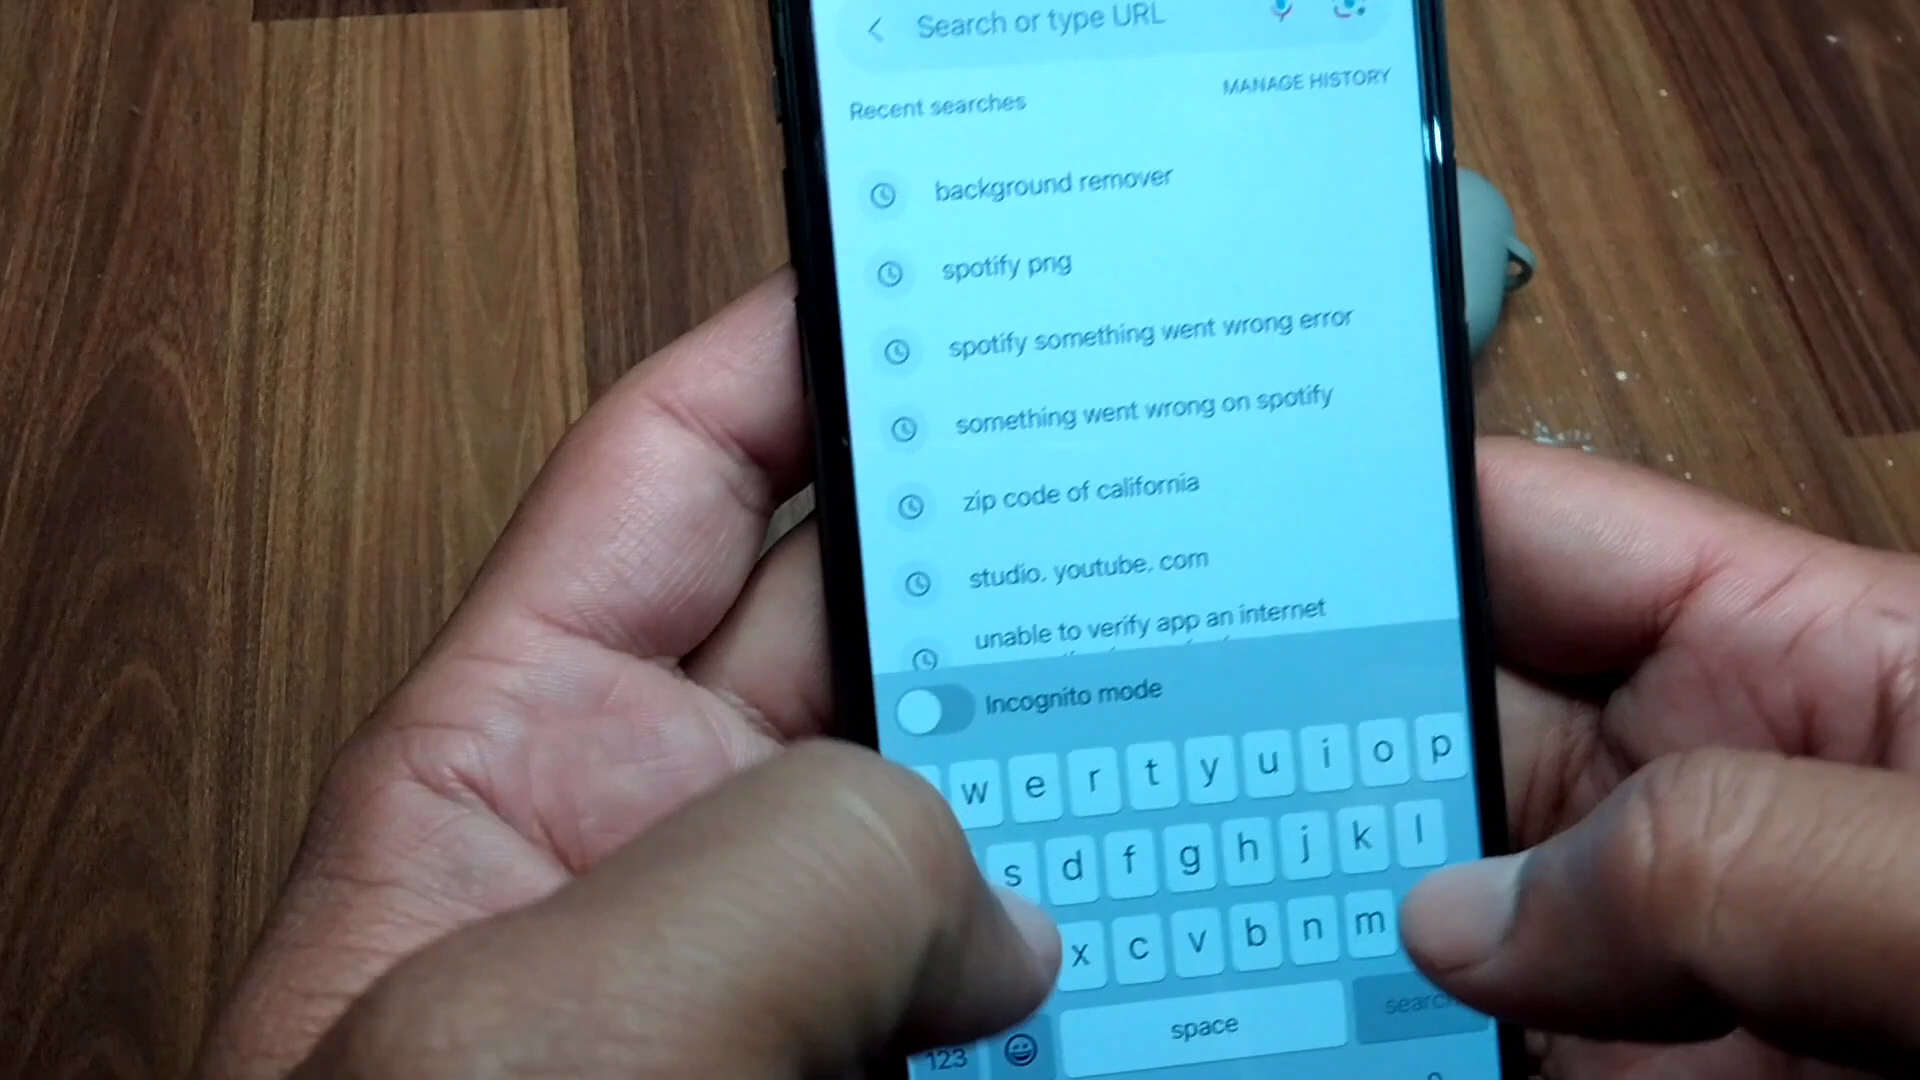 Search or type URL
Recent searches
MANAGE HISTORY
background remover
spotify png
spotify something went wrong error
something went wrong on spotify
zip code of california
studio. youtube. com
unable to verify app an internet
Incognito mode
w e r t y u i o p
s d f g h j k l
x c v b n m
123
space
search